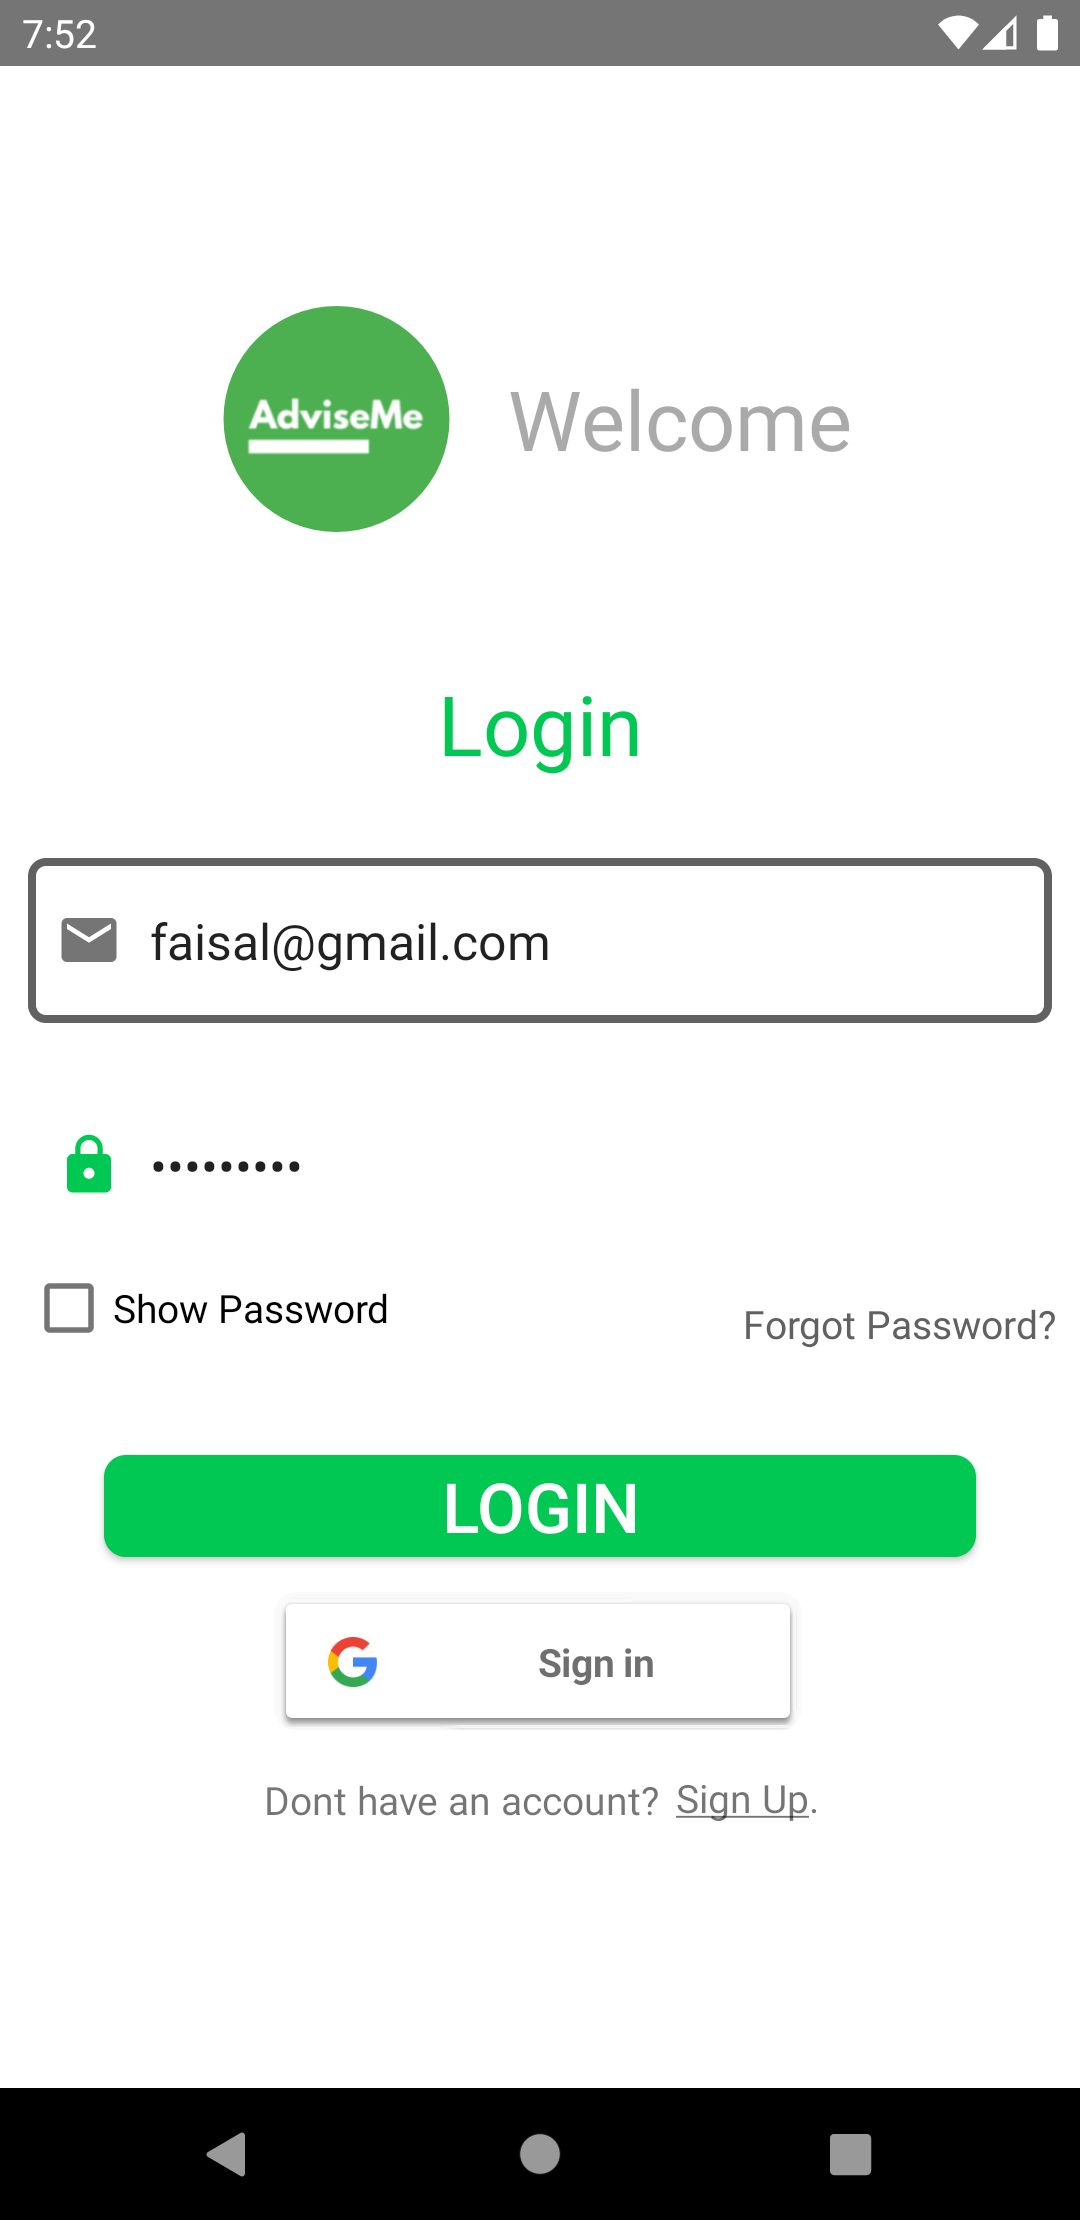 7:52
AdviseMe
Welcome
Login
faisal@gmail.com
•••••••••
Show Password
Forgot Password?
LOGIN
Sign in
Dont have an account? Sign Up.